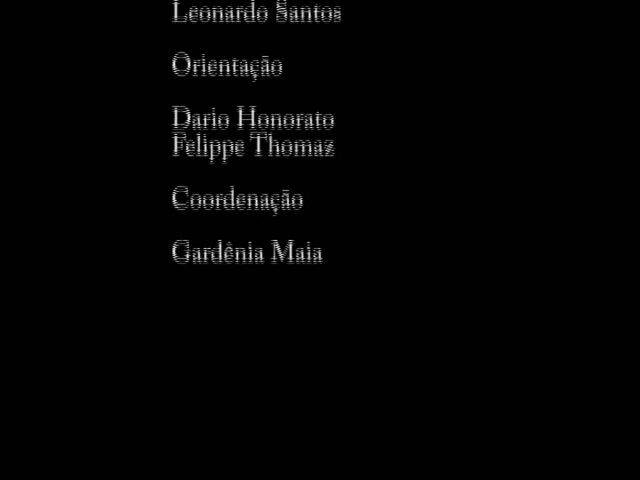 Leonardo Santos
Orientação
Dario Honorato
Felippe Thomaz
Coordenação
Gardênia Maia